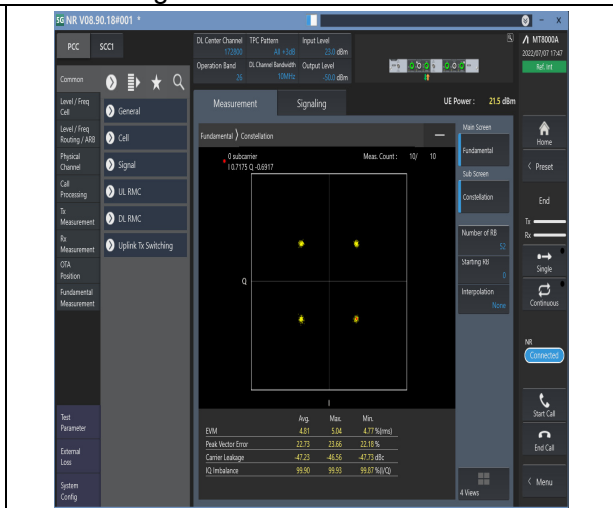 5G NR V08.90.18#001 *
PCC SCC1
DL Center Channel TPC Pattern Input Level
172800 All +3dB 23.0 dBm
Operation Band DL Channel Bandwidth Output Level
26 10MHz -50.0 dBm
MT8000A
2022/07/07 17:47
Ref. Int
Common
Level / Freq
Cell
Level / Freq
Routing / ARB
Physical
Channel
Call
Processing
Tx
Measurement
Rx
Measurement
OTA
Position
Fundamental
Measurement
Test
Parameter
External
Loss
System
Config
General
Cell
Signal
UL RMC
DL RMC
Uplink Tx Switching
Measurement Signaling UE Power : 21.5 dBm
Fundamental 》 Constellation
0 subcarrier Meas. Count : 10/ 10
I 0.7175 Q -0.6917
Q
I
Avg. Max. Min.
EVM 4.81 5.04 4.77 %(rms)
Peak Vector Error 22.73 23.66 22.18 %
Carrier Leakage -47.23 -46.56 -47.73 dBc
IQ Imbalance 99.90 99.93 99.87 %(I/Q)
Main Screen
Fundamental
Sub Screen
Constellation
Number of RB
52
Starting RB
0
Interpolation
None
4 Views
Home
Preset
End
Tx
Rx
Single
Continuous
NR
Connected
Start Call
End Call
Menu